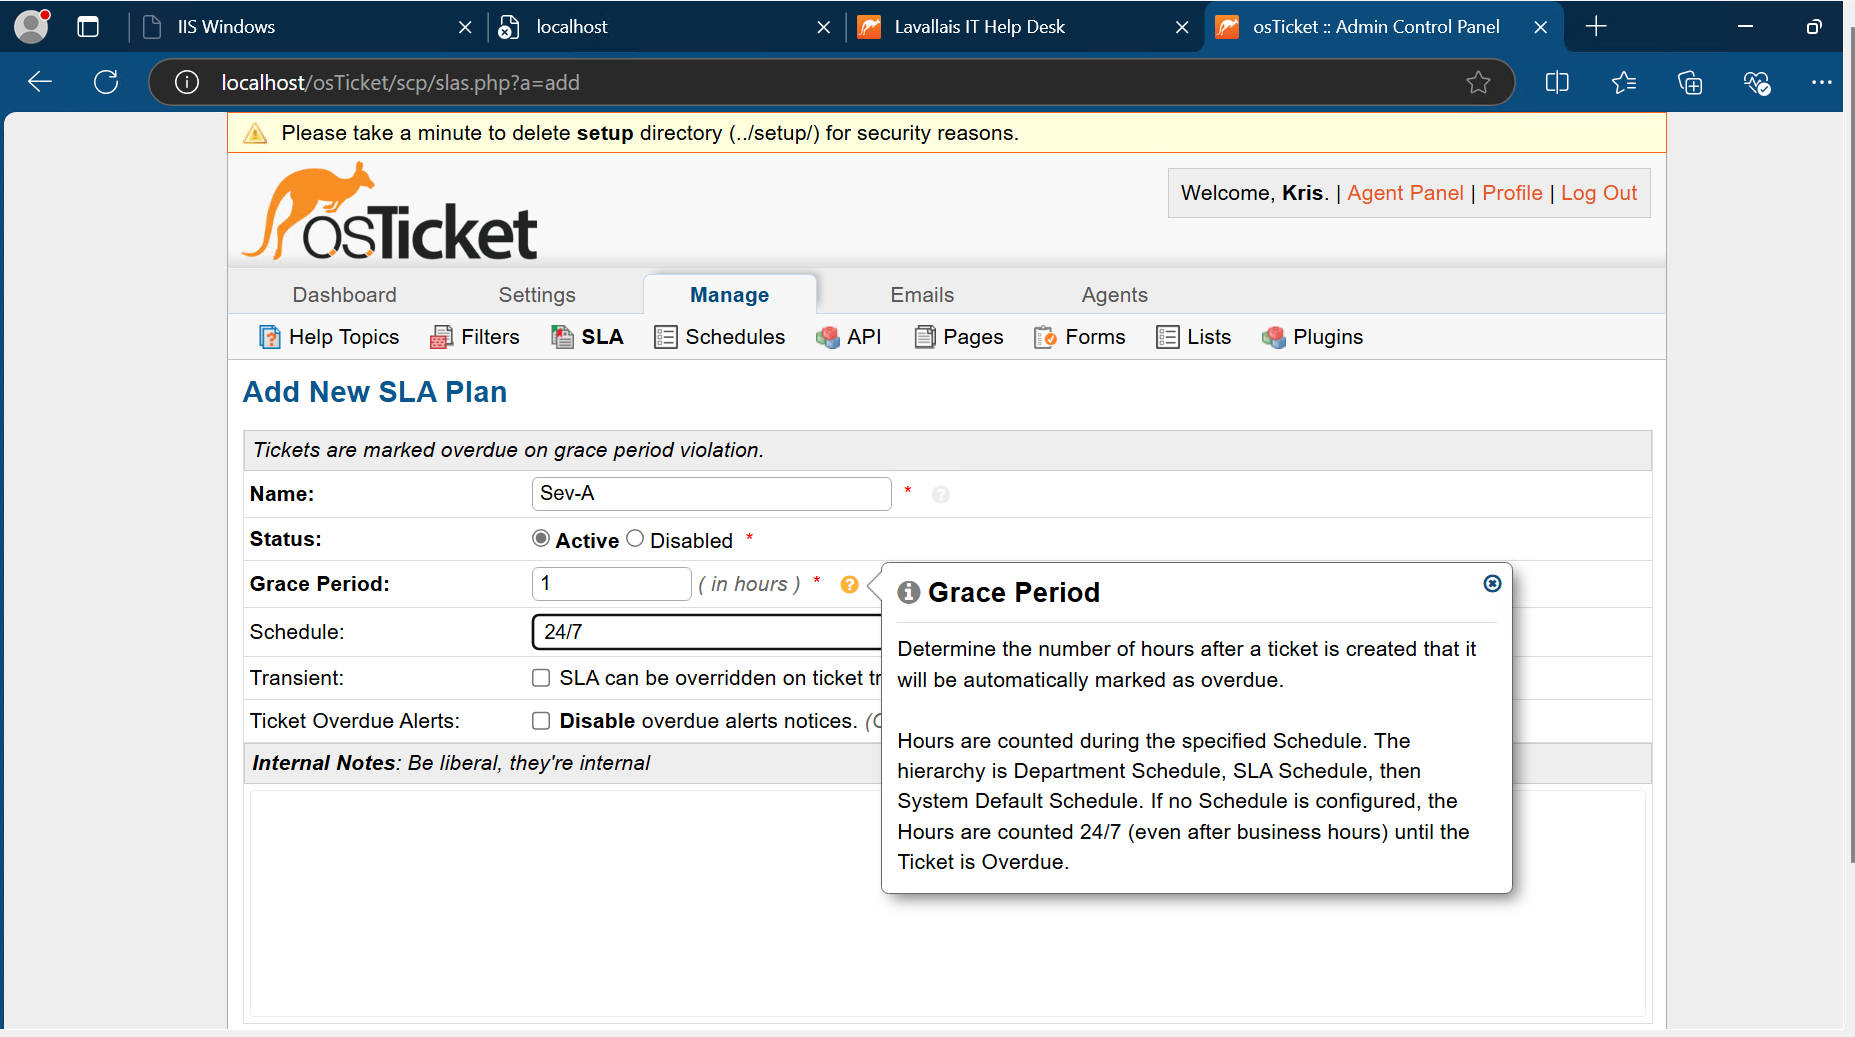 IIS Windows
localhost
Lavallais IT Help Desk
osTicket :: Admin Control Panel
localhost/osTicket/scp/slas.php?a=add
Please take a minute to delete setup directory (../setup/) for security reasons.
osTicket
Welcome, Kris. | Agent Panel | Profile | Log Out
Dashboard
Settings
Manage
Emails
Agents
Help Topics
Filters
SLA
Schedules
API
Pages
Forms
Lists
Plugins
Add New SLA Plan
Tickets are marked overdue on grace period violation.
Name:
Sev-A
*
Status:
Active
Disabled *
Grace Period:
1
( in hours ) *
Schedule:
24/7
Transient:
SLA can be overridden on ticket tr
Ticket Overdue Alerts:
Disable overdue alerts notices. (
Internal Notes: Be liberal, they're internal
Grace Period
Determine the number of hours after a ticket is created that it
will be automatically marked as overdue.
Hours are counted during the specified Schedule. The
hierarchy is Department Schedule, SLA Schedule, then
System Default Schedule. If no Schedule is configured, the
Hours are counted 24/7 (even after business hours) until the
Ticket is Overdue.